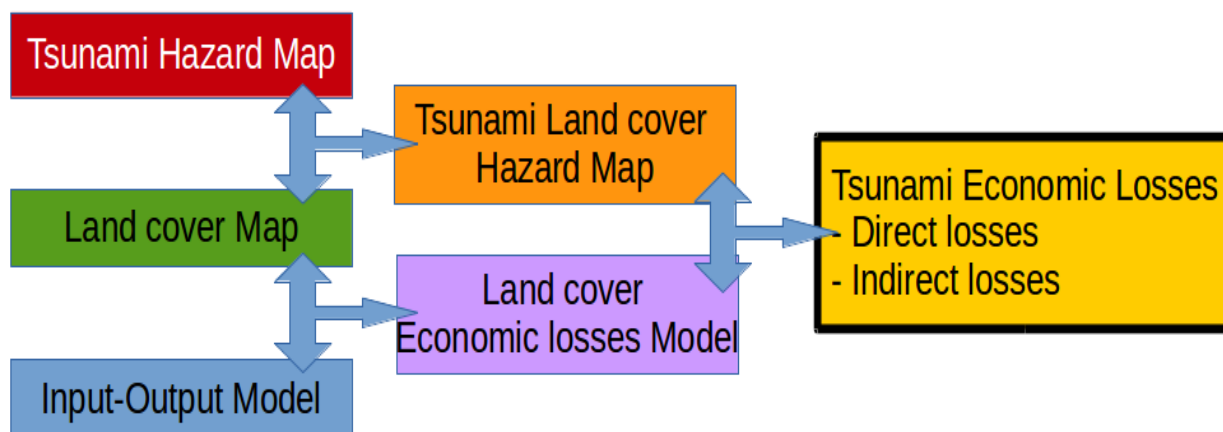 Tsunami Hazard Map
Land cover Map
Input-Output Model
Tsunami Land cover
Hazard Map
Land cover
Economic losses Model
Tsunami Economic Losses
- Direct losses
- Indirect losses